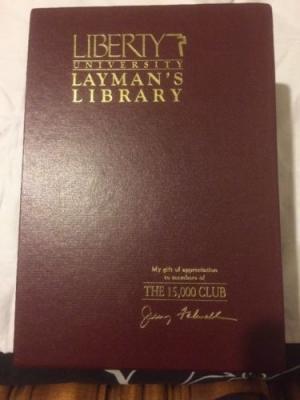 LIBERTY
UNIVERSITY
LAYMAN'S
LIBRARY
My gift of appreciation
to members of
THE 15,000 CLUB
Jerry Falwell